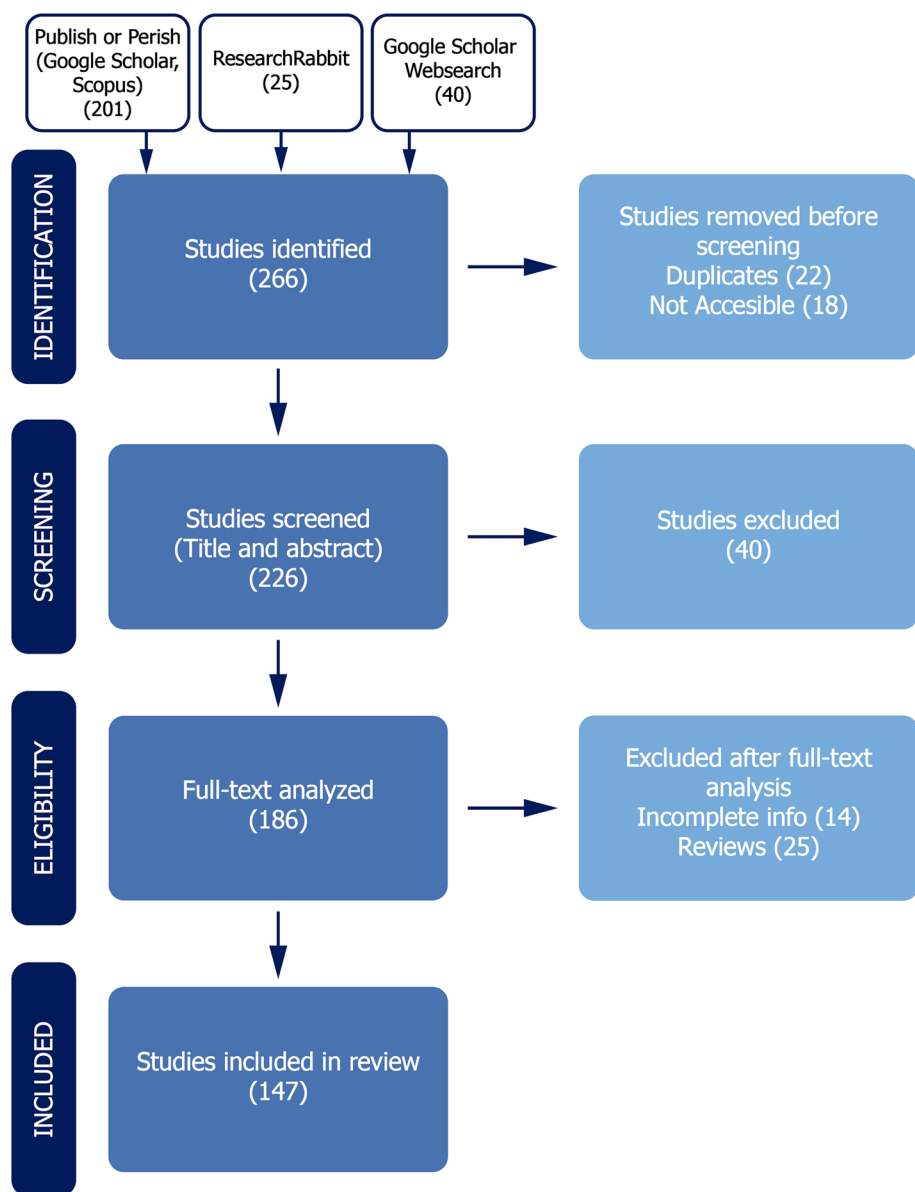 Publish or Perish
(Google Scholar,
Scopus)
(201)
ResearchRabbit
(25)
Google Scholar
Websearch
(40)
IDENTIFICATION
Studies identified
(266)
Studies removed before
screening
Duplicates (22)
Not Accesible (18)
SCREENING
Studies screened
(Title and abstract)
(226)
Studies excluded
(40)
ELIGIBILITY
Full-text analyzed
(186)
Excluded after full-text
analysis
Incomplete info (14)
Reviews (25)
INCLUDED
Studies included in review
(147)